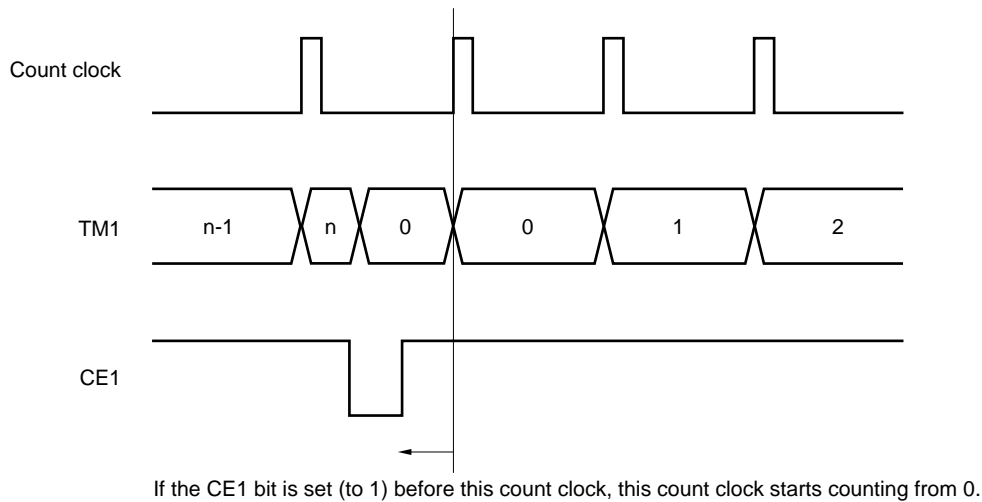 Count clock
TM1
n-1
n
0
0
1
2
CE1
If the CE1 bit is set (to 1) before this count clock, this count clock starts counting from 0.